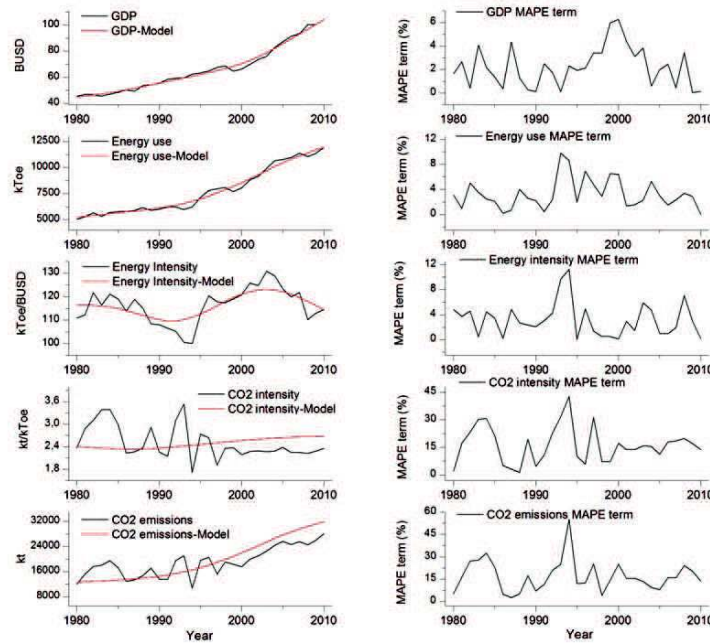 GDP
GDP-Model
BUSD
100
80
60
40
1980 1990 2000 2010
GDP MAPE term
MAPE term (%)
6
4
2
0
1980 1990 2000 2010
Energy use
Energy use-Model
kToe
12500
10000
7500
5000
1980 1990 2000 2010
Energy use MAPE term
MAPE term (%)
12
8
4
0
1980 1990 2000 2010
Energy Intensity
Energy Intensity-Model
kToe/BUSD
130
120
110
100
1980 1990 2000 2010
Energy intensity MAPE term
MAPE term (%)
12
8
4
0
1980 1990 2000 2010
CO2 intensity
CO2 intensity-Model
kt/kToe
3,6
3,0
2,4
1,8
1980 1990 2000 2010
CO2 intensity MAPE term
MAPE term (%)
45
30
15
0
1980 1990 2000 2010
CO2 emissions
CO2 emissions-Model
kt
32000
24000
16000
8000
1980 1990 2000 2010
Year
CO2 emissions MAPE term
MAPE term (%)
60
45
30
15
0
1980 1990 2000 2010
Year